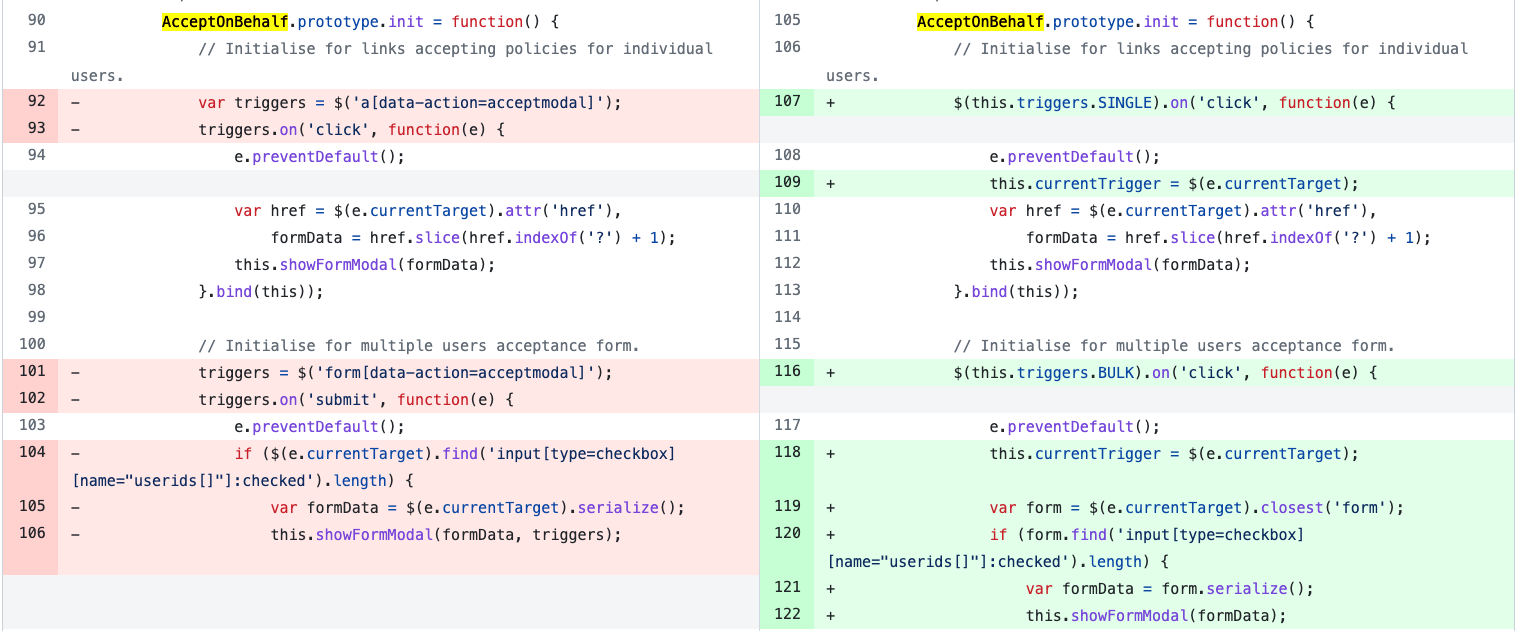 90 AcceptOnBehalf.prototype.init = function() {
91 // Initialise for links accepting policies for individual
users.
92 - var triggers = $('a[data-action=acceptmodal]');
93 - triggers.on('click', function(e) {
94 e.preventDefault();
95 var href = $(e.currentTarget).attr('href'),
96 formData = href.slice(href.indexOf('?') + 1);
97 this.showFormModal(formData);
98 }.bind(this));
99
100 // Initialise for multiple users acceptance form.
101 - triggers = $('form[data-action=acceptmodal]');
102 - triggers.on('submit', function(e) {
103 e.preventDefault();
104 - if ($(e.currentTarget).find('input[type=checkbox]
[name="userids[]"]:checked').length) {
105 - var formData = $(e.currentTarget).serialize();
106 - this.showFormModal(formData, triggers);
105 AcceptOnBehalf.prototype.init = function() {
106 // Initialise for links accepting policies for individual
users.
107 + $(this.triggers.SINGLE).on('click', function(e) {
108 e.preventDefault();
109 + this.currentTrigger = $(e.currentTarget);
110 var href = $(e.currentTarget).attr('href'),
111 formData = href.slice(href.indexOf('?') + 1);
112 this.showFormModal(formData);
113 }.bind(this));
114
115 // Initialise for multiple users acceptance form.
116 + $(this.triggers.BULK).on('click', function(e) {
117 e.preventDefault();
118 + this.currentTrigger = $(e.currentTarget);
119 + var form = $(e.currentTarget).closest('form');
120 + if (form.find('input[type=checkbox]
[name="userids[]"]:checked').length) {
121 + var formData = form.serialize();
122 + this.showFormModal(formData);